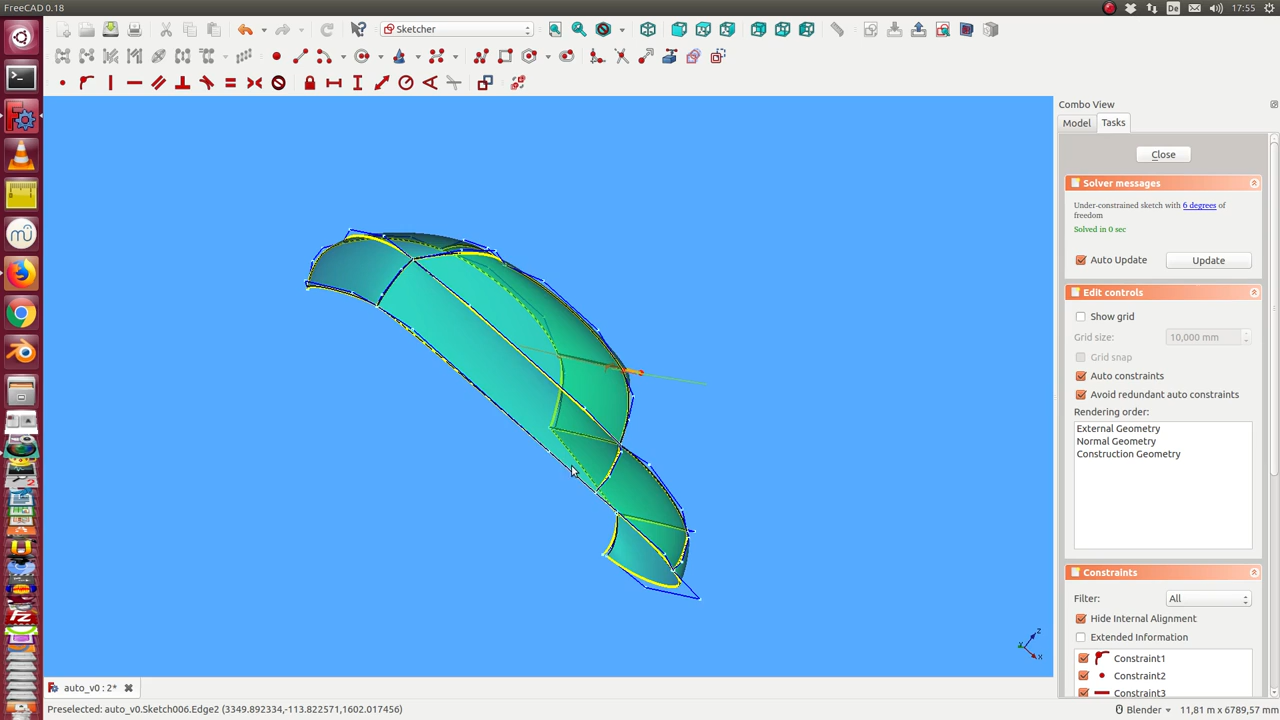 FreeCAD 0.18
De
17:55
Sketcher
Combo View
Model
Tasks
Close
Solver messages
Under-constrained sketch with 6 degrees of
freedom
Solved in 0 sec
Auto Update
Update
Edit controls
Show grid
Grid size:
10,000 mm
Grid snap
Auto constraints
Avoid redundant auto constraints
Rendering order:
External Geometry
Normal Geometry
Construction Geometry
Constraints
Filter:
All
Hide Internal Alignment
Extended Information
Constraint1
Constraint2
Constraint3
Z
Y
X
auto_v0 : 2*
Preselected: auto_v0.Sketch006.Edge2 (3349.892334,-113.822571,1602.017456)
Blender
11,81 m x 6789,57 mm